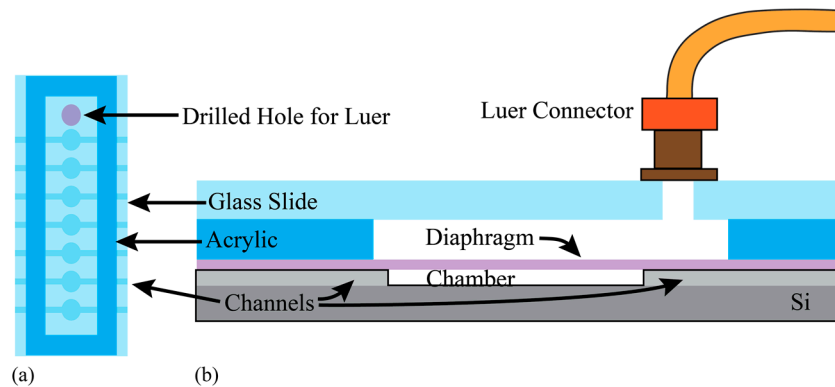 Luer Connector
Drilled Hole for Luer
Glass Slide
Acrylic
Diaphragm
Chamber
Channels
Si
(a)
(b)